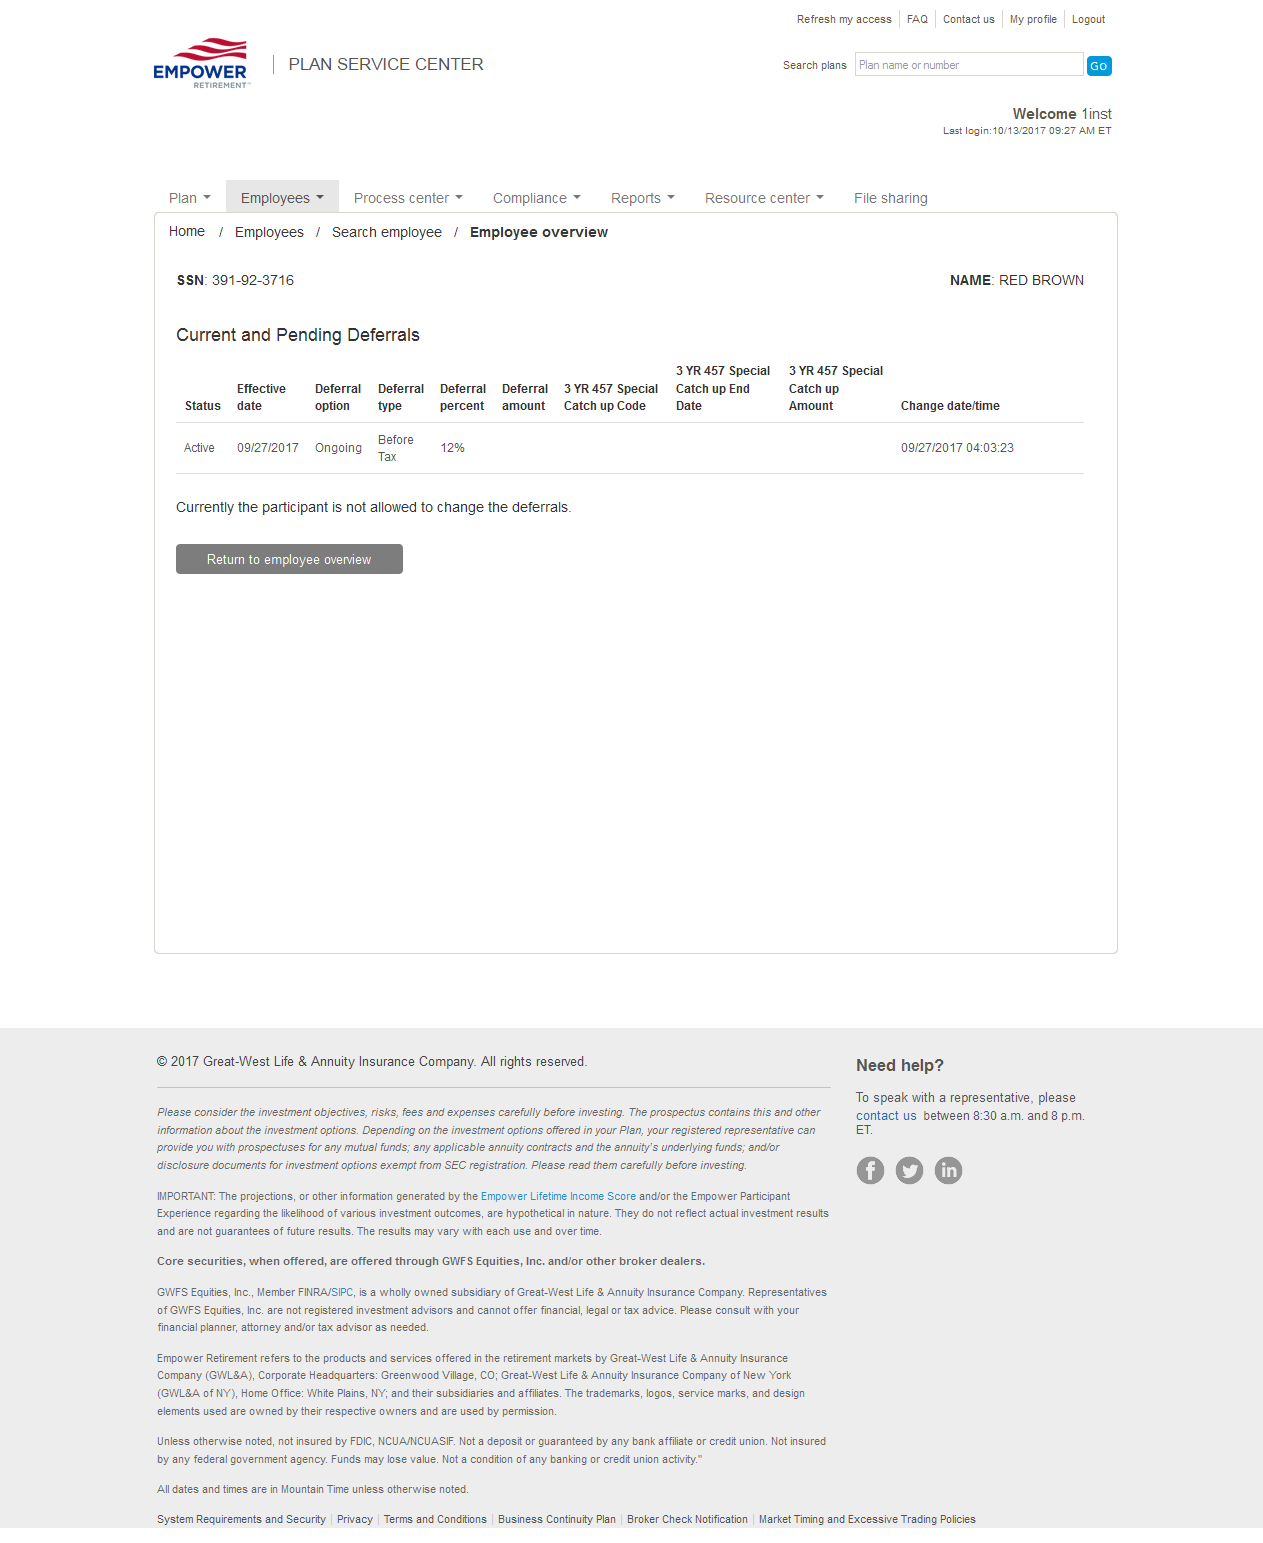 Refresh my access FAQ Contact us My profile Logout
EMPOWER
RETIREMENT™
PLAN SERVICE CENTER
Search plans Plan name or number Go
Welcome 1inst
Last login:10/13/2017 09:27 AM ET
Plan Employees Process center Compliance Reports Resource center File sharing
Home / Employees / Search employee / Employee overview
SSN: 391-92-3716 NAME: RED BROWN
Current and Pending Deferrals
Status Effective date Deferral option Deferral type Deferral percent Deferral amount 3 YR 457 Special Catch up Code 3 YR 457 Special Catch up End Date 3 YR 457 Special Catch up Amount Change date/time
Active 09/27/2017 Ongoing Before Tax 12% 09/27/2017 04:03:23
Currently the participant is not allowed to change the deferrals.
Return to employee overview
© 2017 Great-West Life & Annuity Insurance Company. All rights reserved.
Please consider the investment objectives, risks, fees and expenses carefully before investing. The prospectus contains this and other
information about the investment options. Depending on the investment options offered in your Plan, your registered representative can
provide you with prospectuses for any mutual funds; any applicable annuity contracts and the annuity's underlying funds; and/or
disclosure documents for investment options exempt from SEC registration. Please read them carefully before investing.
IMPORTANT: The projections, or other information generated by the Empower Lifetime Income Score and/or the Empower Participant
Experience regarding the likelihood of various investment outcomes, are hypothetical in nature. They do not reflect actual investment results
and are not guarantees of future results. The results may vary with each use and over time.
Core securities, when offered, are offered through GWFS Equities, Inc. and/or other broker dealers.
GWFS Equities, Inc., Member FINRA/SIPC, is a wholly owned subsidiary of Great-West Life & Annuity Insurance Company. Representatives
of GWFS Equities, Inc. are not registered investment advisors and cannot offer financial, legal or tax advice. Please consult with your
financial planner, attorney and/or tax advisor as needed.
Empower Retirement refers to the products and services offered in the retirement markets by Great-West Life & Annuity Insurance
Company (GWL&A), Corporate Headquarters: Greenwood Village, CO; Great-West Life & Annuity Insurance Company of New York
(GWL&A of NY), Home Office: White Plains, NY; and their subsidiaries and affiliates. The trademarks, logos, service marks, and design
elements used are owned by their respective owners and are used by permission.
Unless otherwise noted, not insured by FDIC, NCUA/NCUASIF. Not a deposit or guaranteed by any bank affiliate or credit union. Not insured
by any federal government agency. Funds may lose value. Not a condition of any banking or credit union activity."
All dates and times are in Mountain Time unless otherwise noted.
System Requirements and Security Privacy Terms and Conditions Business Continuity Plan Broker Check Notification Market Timing and Excessive Trading Policies
Need help?
To speak with a representative, please
contact us between 8:30 a.m. and 8 p.m.
ET.